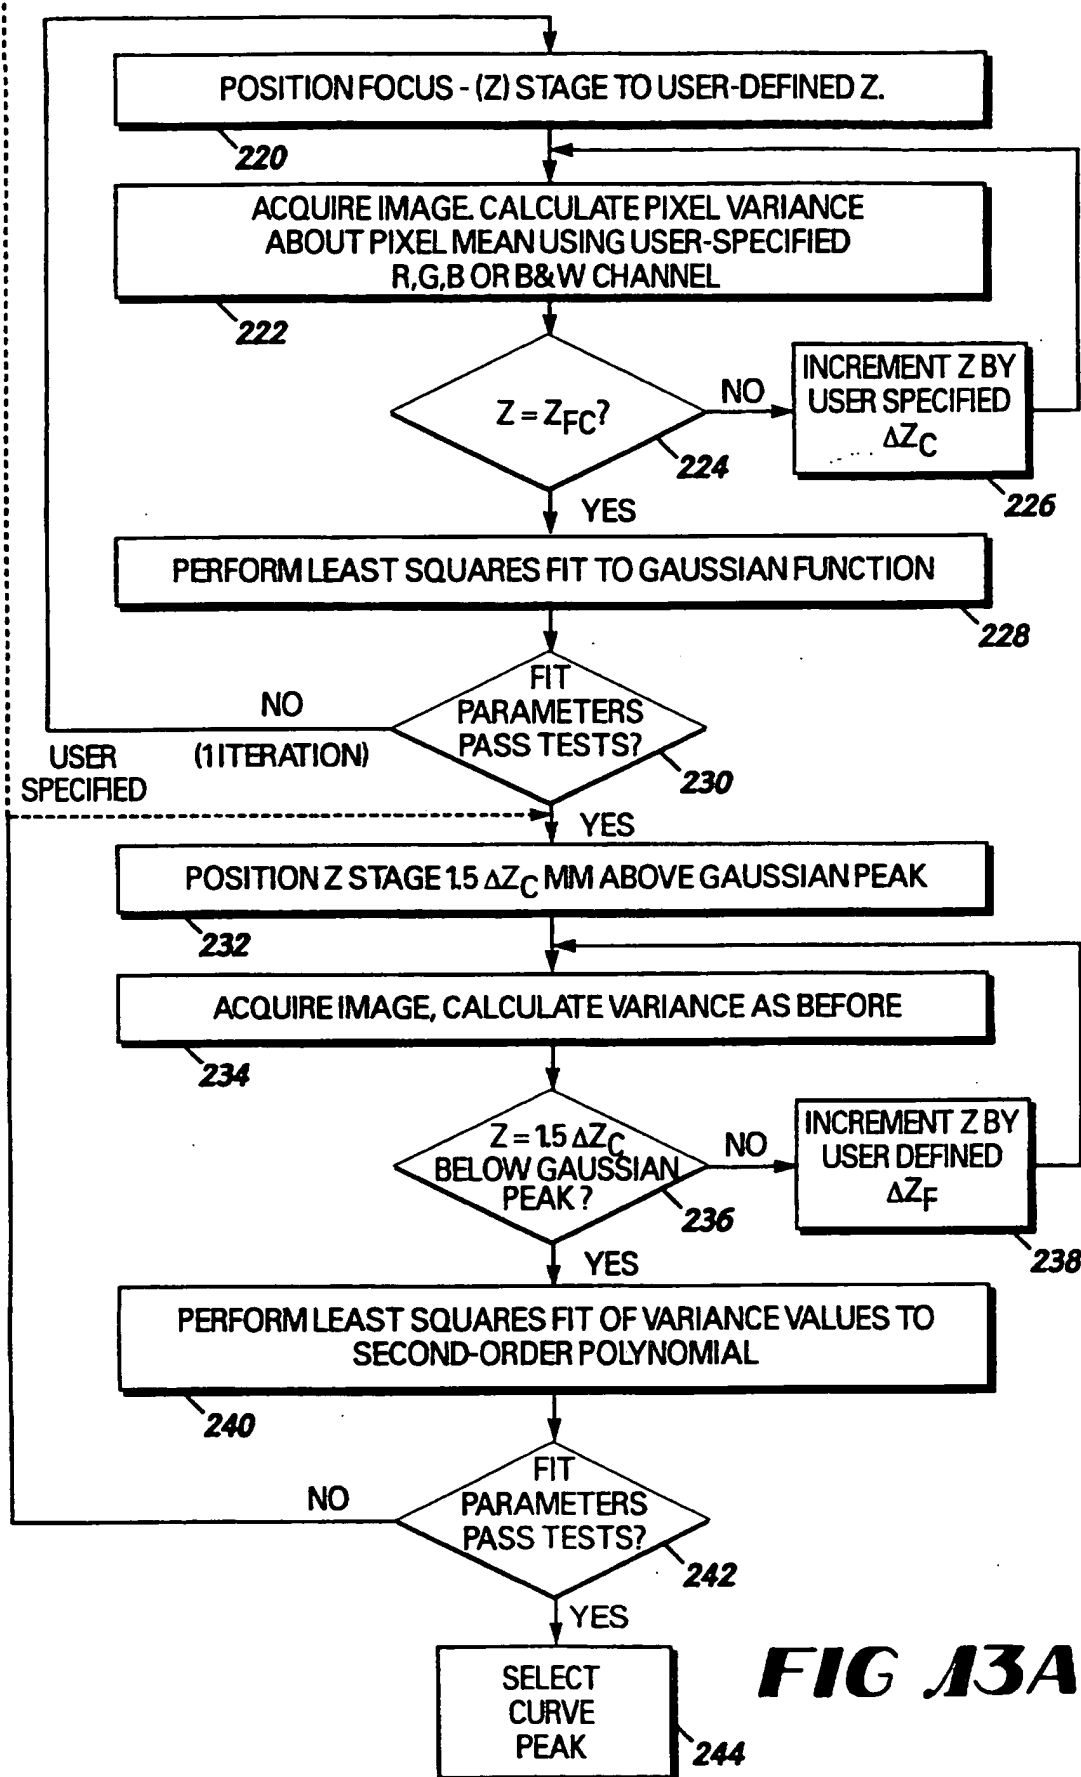 POSITION FOCUS - (Z) STAGE TO USER-DEFINED Z.
220
ACQUIRE IMAGE. CALCULATE PIXEL VARIANCE
ABOUT PIXEL MEAN USING USER-SPECIFIED
R,G,B OR B&W CHANNEL
222
Z = ZFC?
224
NO
INCREMENT Z BY
USER SPECIFIED
ΔZC
226
YES
PERFORM LEAST SQUARES FIT TO GAUSSIAN FUNCTION
228
FIT
PARAMETERS
PASS TESTS?
230
NO
(1 ITERATION)
USER
SPECIFIED
YES
POSITION Z STAGE 1.5 ΔZC MM ABOVE GAUSSIAN PEAK
232
ACQUIRE IMAGE, CALCULATE VARIANCE AS BEFORE
234
Z = 1.5 ΔZC
BELOW GAUSSIAN
PEAK?
236
NO
INCREMENT Z BY
USER DEFINED
ΔZF
238
YES
PERFORM LEAST SQUARES FIT OF VARIANCE VALUES TO
SECOND-ORDER POLYNOMIAL
240
FIT
PARAMETERS
PASS TESTS?
242
NO
YES
SELECT
CURVE
PEAK
244
FIG 13A